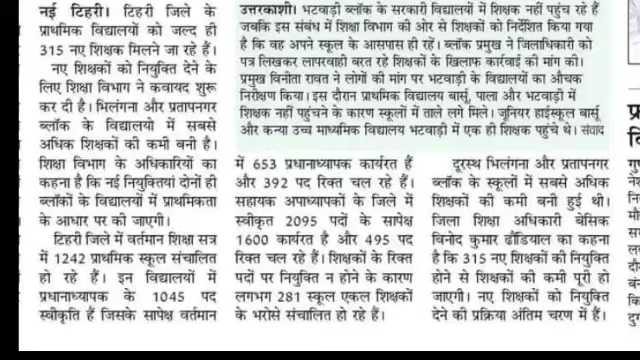 नई टिहरी। टिहरी जिले के
प्राथमिक विद्यालयों को जल्द ही
315 नए शिक्षक मिलने जा रहे हैं।
नए शिक्षकों को नियुक्ति देने के
लिए शिक्षा विभाग ने कवायद शुरू
कर दी है। भिलंगना और प्रतापनगर
ब्लॉक के विद्यालयो में सबसे
अधिक शिक्षकों की कमी बनी है।
शिक्षा विभाग के अधिकारियों का
कहना है कि नई नियुक्तियां दोनों ही
ब्लॉकों के विद्यालयों में प्राथमिकता
के आधार पर की जाएगी।
टिहरी जिले में वर्तमान शिक्षा सत्र
में 1242 प्राथमिक स्कूल संचालित
हो रहे हैं। इन विद्यालयों में
प्रधानाध्यापक के 1045 पद
स्वीकृति हैं जिसके सापेक्ष वर्तमान
में 653 प्रधानाध्यापक कार्यरत हैं
और 392 पद रिक्त चल रहे हैं।
सहायक अपाध्यापकों के जिले में
स्वीकृत 2095 पदों के सापेक्ष
1600 कार्यरत है और 495 पद
रिक्त चल रहे हैं। शिक्षकों के रिक्त
पदों पर नियुक्ति न होने के कारण
लगभग 281 स्कूल एकल शिक्षकों
के भरोसे संचालित हो रहे हैं।
दूरस्थ भिलंगना और प्रतापनगर
ब्लॉक के स्कूलों में सबसे अधिक
शिक्षकों की कमी बनी हुई थी।
जिला शिक्षा अधिकारी बेसिक
विनोद कुमार ढौंडियाल का कहना
है कि 315 नए शिक्षकों की नियुक्ति
होने से शिक्षकों की कमी पूरी हो
जाएगी। नए शिक्षकों को नियुक्ति
देने की प्रक्रिया अंतिम चरण में हैं।
उत्तरकाशी। भटवाड़ी ब्लॉक के सरकारी विद्यालयों में शिक्षक नहीं पहुंच रहे हैं
जबकि इस संबंध में शिक्षा विभाग की ओर से शिक्षकों को निर्देशित किया गया
है कि वह अपने स्कूल के आसपास ही रहें। ब्लॉक प्रमुख ने जिलाधिकारी को
पत्र लिखकर लापरवाही बरत रहे शिक्षकों के खिलाफ कार्रवाई की मांग की।
प्रमुख विनीता रावत ने लोगों की मांग पर भटवाड़ी के विद्यालयों का औचक
निरीक्षण किया। इस दौरान प्राथमिक विद्यालय बार्सू, पाला और भटवाड़ी में
शिक्षक नहीं पहुंचने के कारण स्कूलों में ताले लगे मिले। जूनियर हाईस्कूल बार्सू
और कन्या उच्च माध्यमिक विद्यालय भटवाड़ी में एक ही शिक्षक पहुंचे थे। संवाद